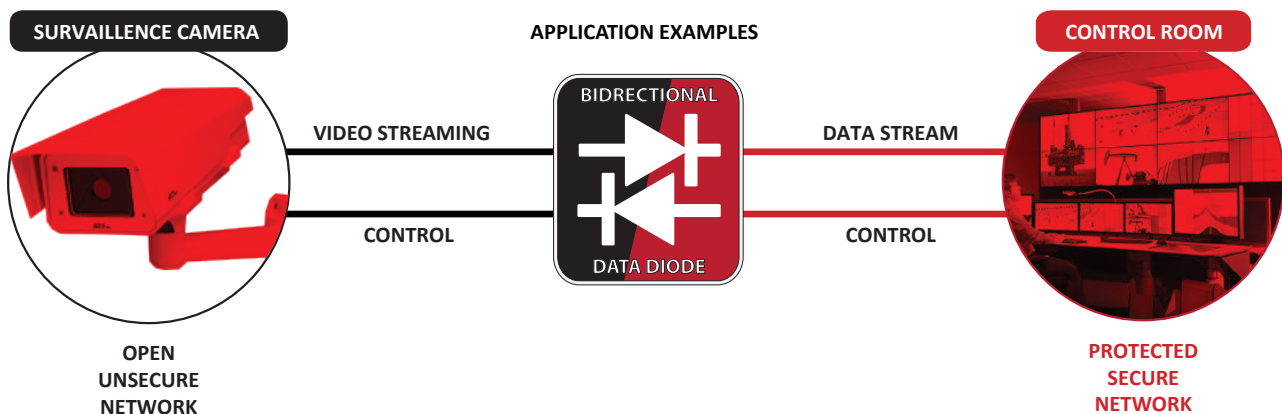 SURVAILLENCE CAMERA
APPLICATION EXAMPLES
CONTROL ROOM
BIDRECTIONAL
VIDEO STREAMING
DATA STREAM
CONTROL
CONTROL
DATA DIODE
OPEN
UNSECURE
NETWORK
PROTECTED
SECURE
NETWORK